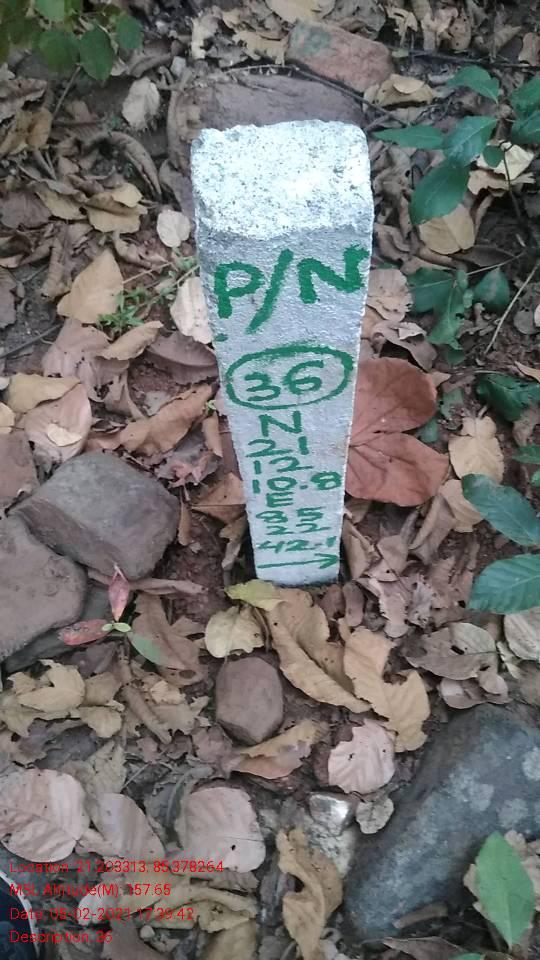 P/N
36
N
21
12
10.8
E
85
22
42.1
Location: 21.203313, 85.378264
MSL Altitude(M): 157.65
Date: 05-02-2021 17:39:42
Description: 36